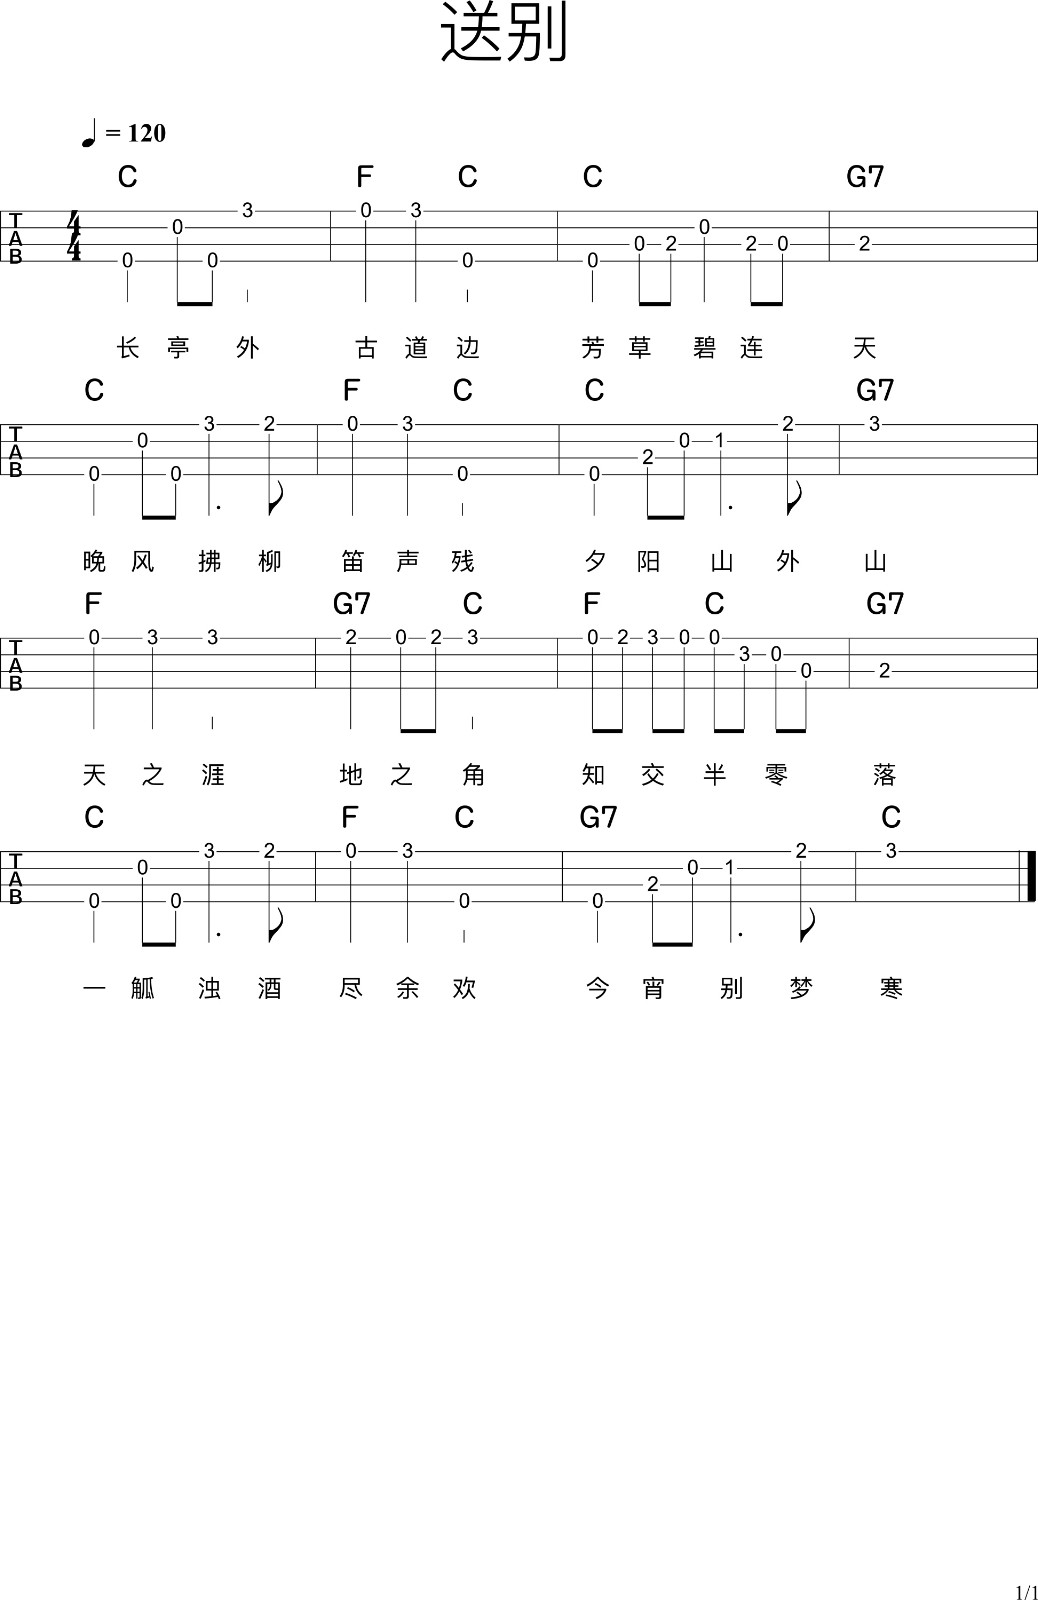 送别
♩ = 120
C F C C G7
TAB 4/4 0 0 0 3 0 3 0 0 0 2 0 2 0 2
长 亭 外 古 道 边 芳 草 碧 连 天
C F C C G7
TAB 0 0 0 3 2 0 3 0 0 2 0 1 2 3
晚 风 拂 柳 笛 声 残 夕 阳 山 外 山
F G7 C F C G7
TAB 0 3 3 2 0 2 3 0 2 3 0 0 3 0 0 2
天 之 涯 地 之 角 知 交 半 零 落
C F C G7 C
TAB 0 0 0 3 2 0 3 0 0 2 0 1 2 3
一 觚 浊 酒 尽 余 欢 今 宵 别 梦 寒
1/1